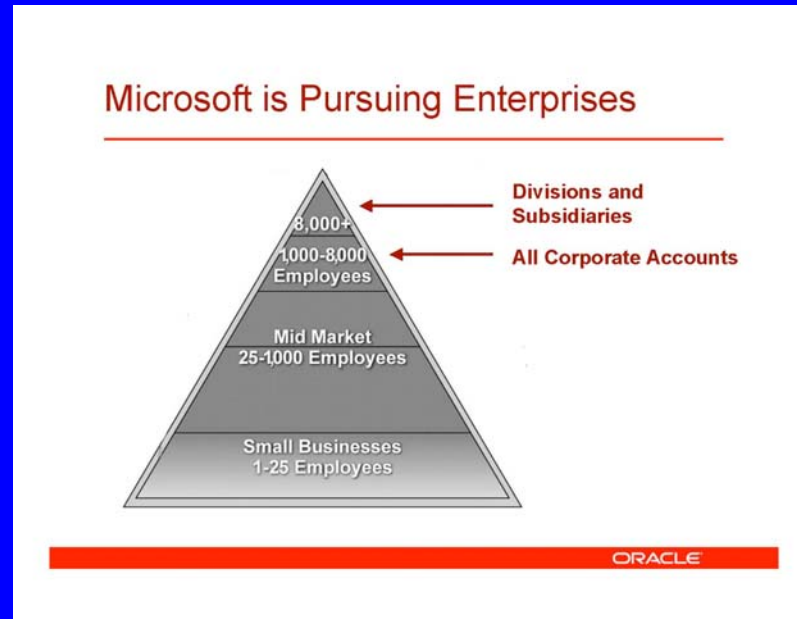 Microsoft is Pursuing Enterprises
8,000+
1,000-8,000
Employees
Mid Market
25-1,000 Employees
Small Businesses
1-25 Employees
Divisions and
Subsidiaries
All Corporate Accounts
ORACLE